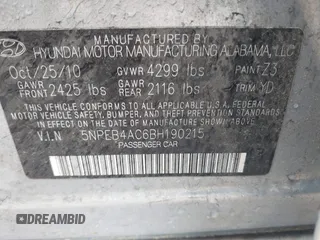 MANUFACTURED BY
HYUNDAI MOTOR MANUFACTURING ALABAMA, LLC
Oct/25/10 GVWR 4299 lbs PAINT Z3
GAWR FRONT 2425 lbs GAWR REAR 2116 lbs TRIM YD
THIS VEHICLE CONFORMS TO ALL APPLICABLE FEDERAL
MOTOR VEHICLE SAFETY, BUMPER, AND THEFT
PREVENTION STANDARDS IN EFFECT ON THE DATE OF
MANUFACTURE SHOWN ABOVE.
V.I.N 5NPEB4AC6BH190215
PASSENGER CAR
DREAMBID